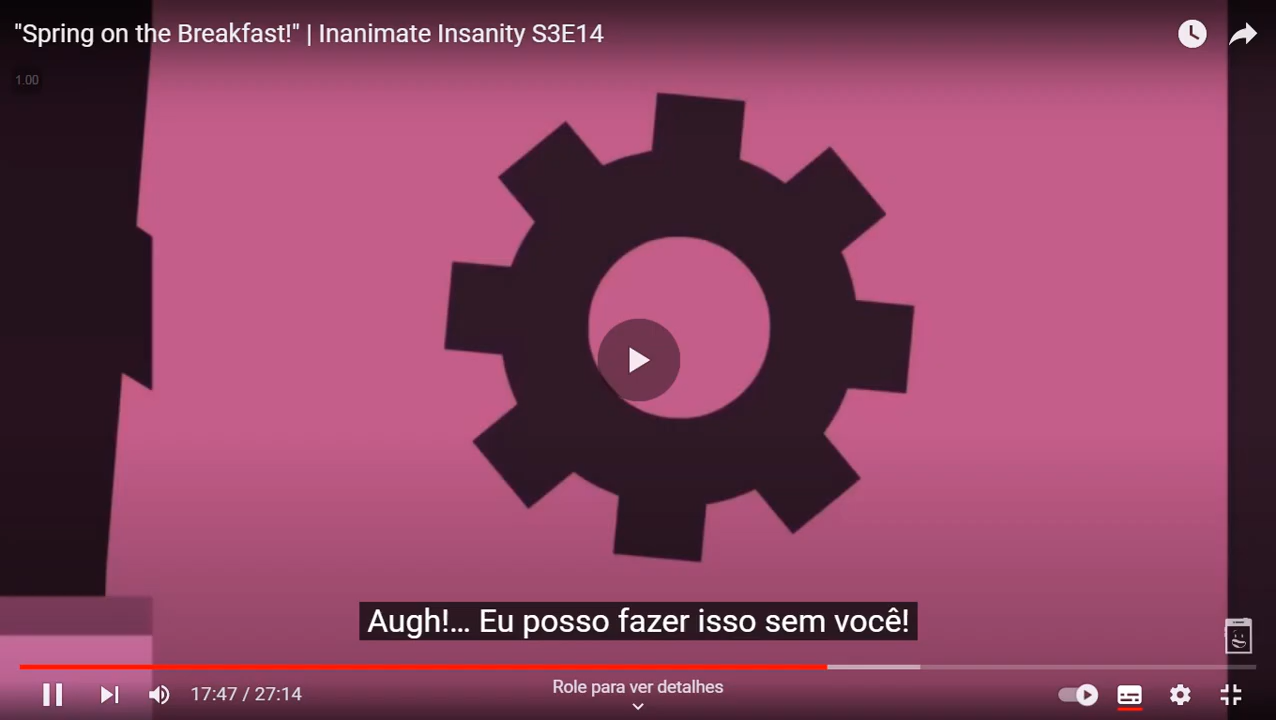 "Spring on the Breakfast!" | Inanimate Insanity S3E14
1.00
Augh!... Eu posso fazer isso sem você!
17:47 / 27:14
Role para ver detalhes